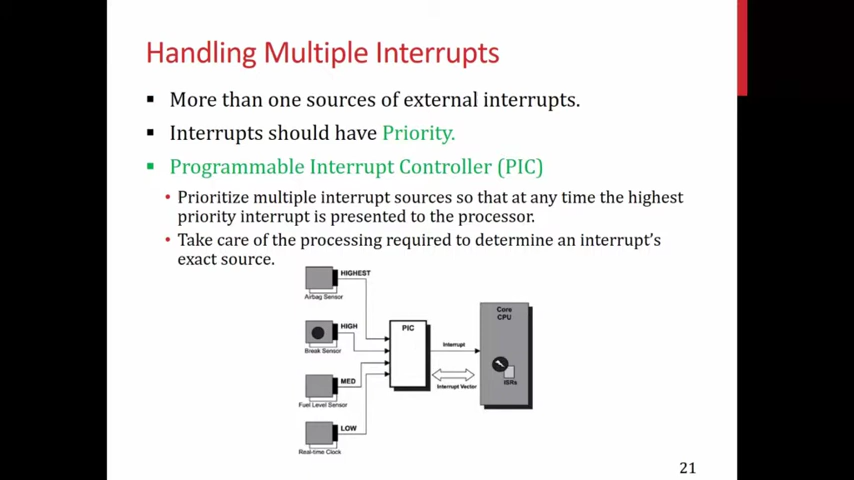 Handling Multiple Interrupts
▪ More than one sources of external interrupts.
▪ Interrupts should have Priority.
▪ Programmable Interrupt Controller (PIC)
• Prioritize multiple interrupt sources so that at any time the highest
priority interrupt is presented to the processor.
• Take care of the processing required to determine an interrupt's
exact source.
HIGHEST
Airbag Sensor
HIGH
Break Sensor
MED
Fuel Level Sensor
LOW
Real-time Clock
PIC
Interrupt
Interrupt Vector
Core
CPU
ISRs
21